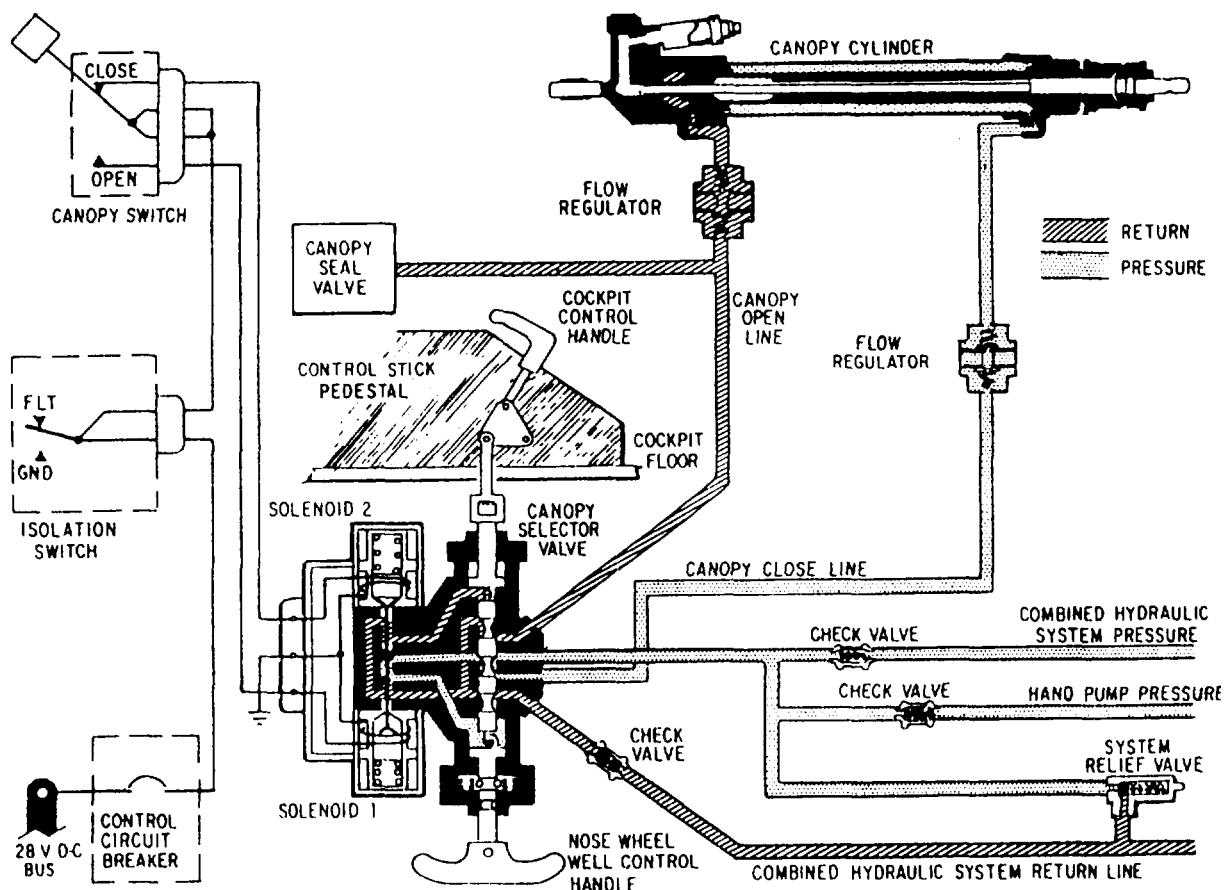 CLOSE
OPEN
CANOPY SWITCH
CANOPY CYLINDER
FLOW
REGULATOR
RETURN
PRESSURE
CANOPY
SEAL
VALVE
COCKPIT
CONTROL
HANDLE
CANOPY
OPEN
LINE
FLOW
REGULATOR
CONTROL STICK
PEDESTAL
COCKPIT
FLOOR
FLT
GND
ISOLATION
SWITCH
SOLENOID 2
CANOPY
SELECTOR
VALVE
CANOPY CLOSE LINE
COMBINED HYDRAULIC
SYSTEM PRESSURE
CHECK VALVE
CHECK VALVE
HAND PUMP PRESSURE
CHECK
VALVE
SYSTEM
RELIEF VALVE
SOLENOID 1
28 V D-C
BUS
CONTROL
CIRCUIT
BREAKER
NOSE WHEEL
WELL CONTROL
HANDLE
COMBINED HYDRAULIC SYSTEM RETURN LINE